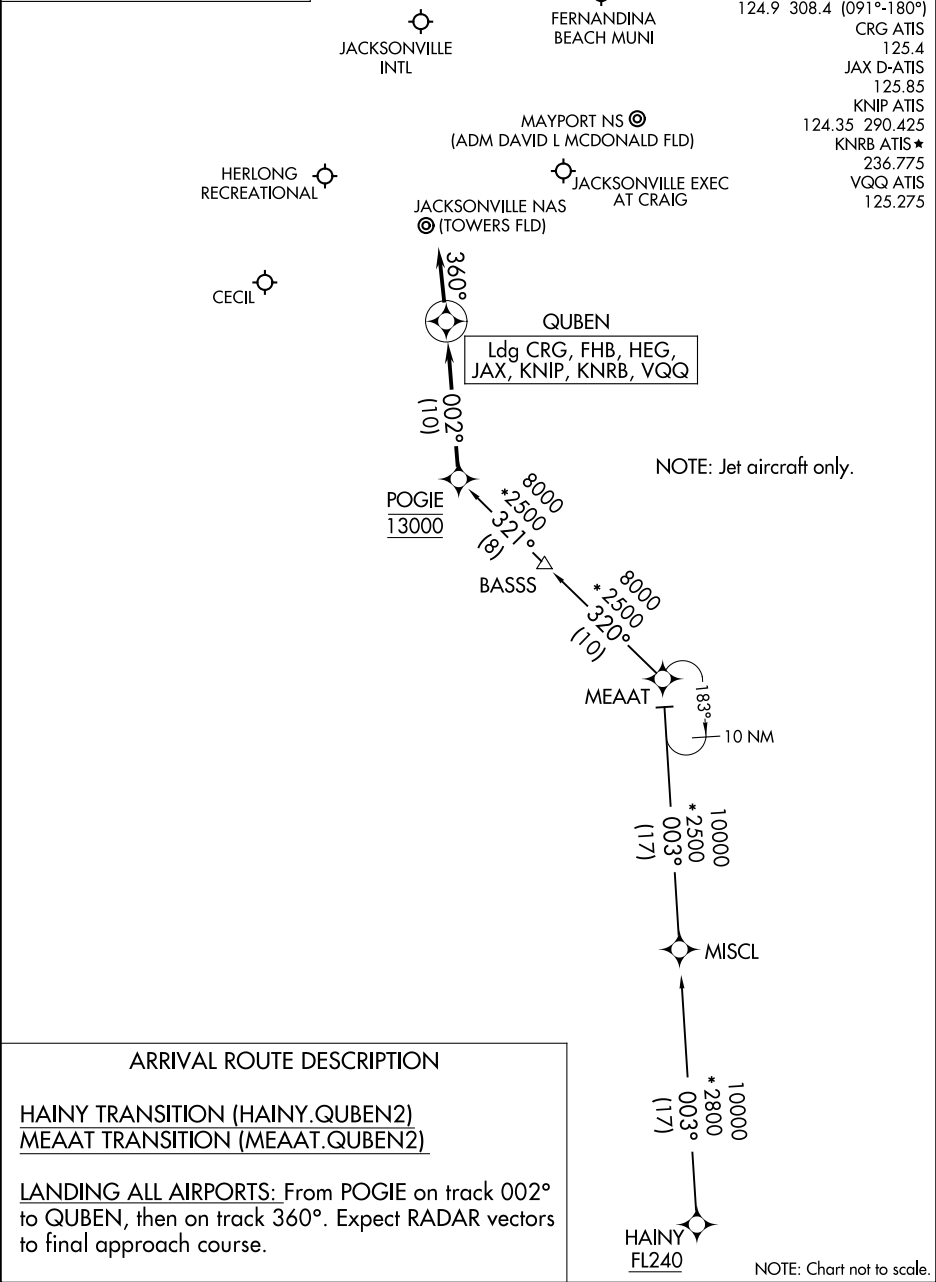 124.9 308.4 (091°-180°)
CRG ATIS
125.4
JAX D-ATIS
125.85
KNIP ATIS
124.35 290.425
KNRB ATIS★
236.775
VQQ ATIS
125.275
JACKSONVILLE
INTL
FERNANDINA
BEACH MUNI
MAYPORT NS
(ADM DAVID L MCDONALD FLD)
HERLONG
RECREATIONAL
JACKSONVILLE EXEC
AT CRAIG
JACKSONVILLE NAS
(TOWERS FLD)
CECIL
360°
QUBEN
Ldg CRG, FHB, HEG,
JAX, KNIP, KNRB, VQQ
002°
(10)
NOTE: Jet aircraft only.
POGIE
13000
8000
*2500
321°
(8)
BASSS
8000
*2500
320°
(10)
MEAAT
183°
10 NM
10000
*2500
003°
(17)
MISCL
10000
*2800
003°
(17)
HAINY
FL240
ARRIVAL ROUTE DESCRIPTION
HAINY TRANSITION (HAINY.QUBEN2)
MEAAT TRANSITION (MEAAT.QUBEN2)
LANDING ALL AIRPORTS: From POGIE on track 002°
to QUBEN, then on track 360°. Expect RADAR vectors
to final approach course.
NOTE: Chart not to scale.